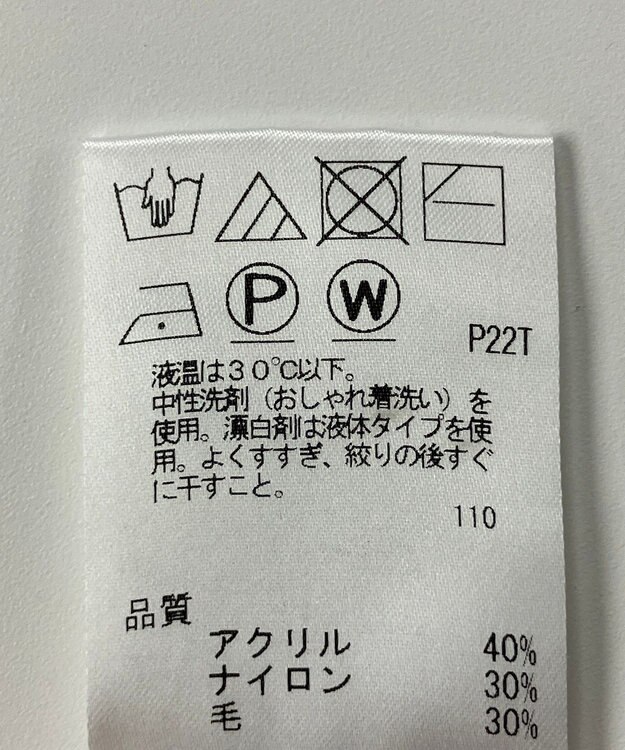 P W
P22T
液温は30℃以下。
中性洗剤（おしゃれ着洗い）を
使用。漂白剤は液体タイプを使
用。よくすすぎ、絞りの後すぐ
に干すこと。
110
品質
アクリル 40%
ナイロン 30%
毛 30%